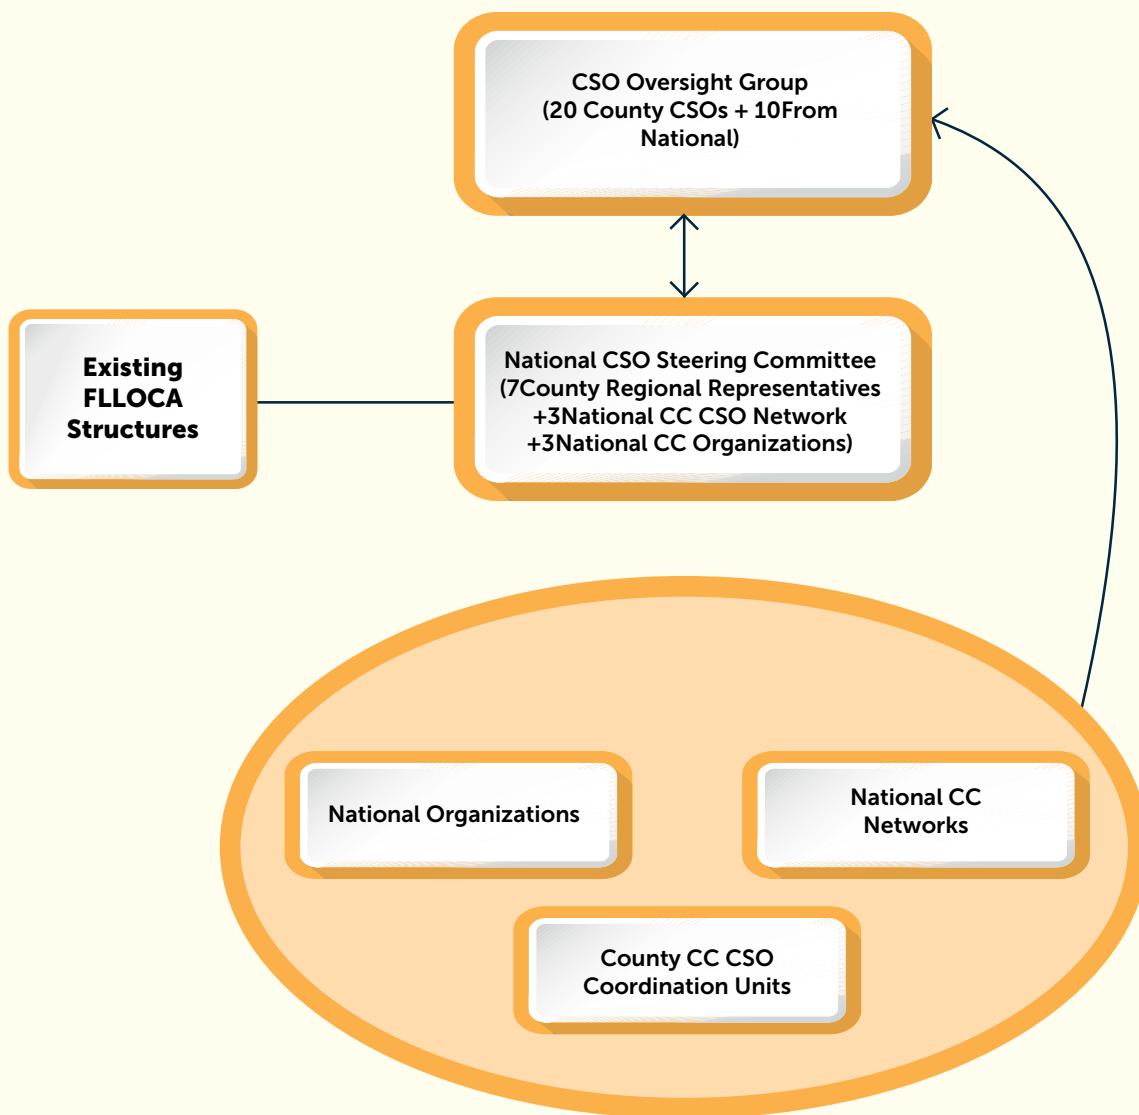 CSO Oversight Group
(20 County CSOs + 10From
National)
Existing
FLLOCA
Structures
National CSO Steering Committee
(7County Regional Representatives
+3National CC CSO Network
+3National CC Organizations)
National Organizations
National CC
Networks
County CC CSO
Coordination Units